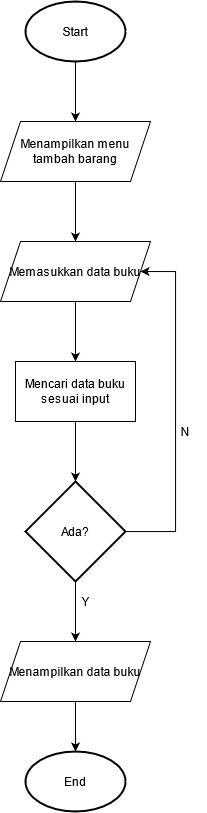 Start
Menampilkan menu
tambah barang
Memasukkan data buku
Mencari data buku
sesuai input
N
Ada?
Y
Menampilkan data buku
End